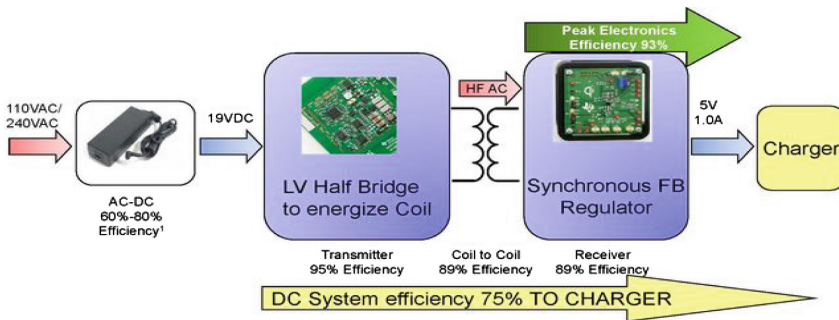 Peak Electronics
Efficiency 93%
110VAC/
240VAC
19VDC
HF AC
5V
1.0A
Charger
LV Half Bridge
to energize Coil
Synchronous FB
Regulator
AC-DC
60%-80%
Efficiency¹
Transmitter
95% Efficiency
Coil to Coil
89% Efficiency
Receiver
89% Efficiency
DC System efficiency 75% TO CHARGER